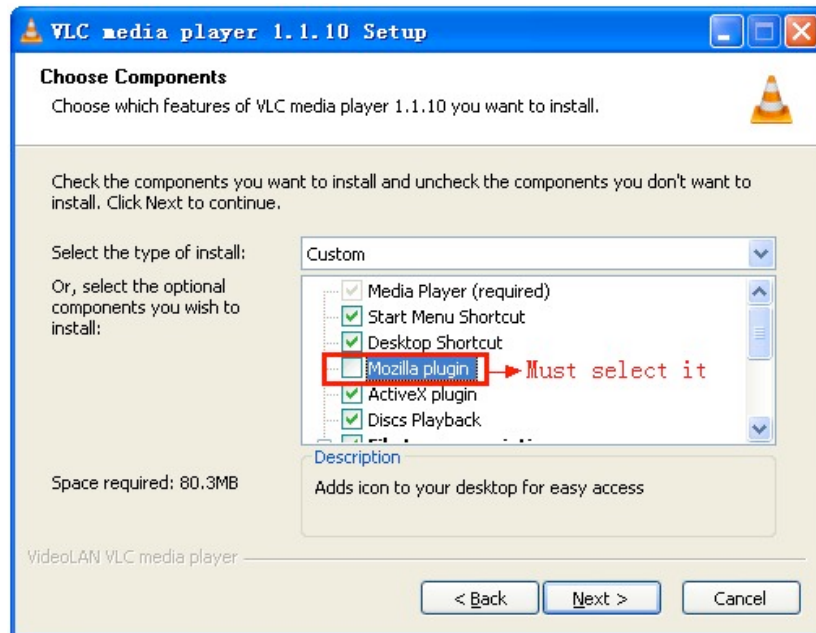 VLC media player 1.1.10 Setup
Choose Components
Choose which features of VLC media player 1.1.10 you want to install.
Check the components you want to install and uncheck the components you don't want to
install. Click Next to continue.
Select the type of install:
Custom
Or, select the optional
components you wish to
install:
Media Player (required)
Start Menu Shortcut
Desktop Shortcut
Mozilla plugin
Must select it
ActiveX plugin
Discs Playback
Space required: 80.3MB
Description
Adds icon to your desktop for easy access
VideoLAN VLC media player
< Back
Next >
Cancel